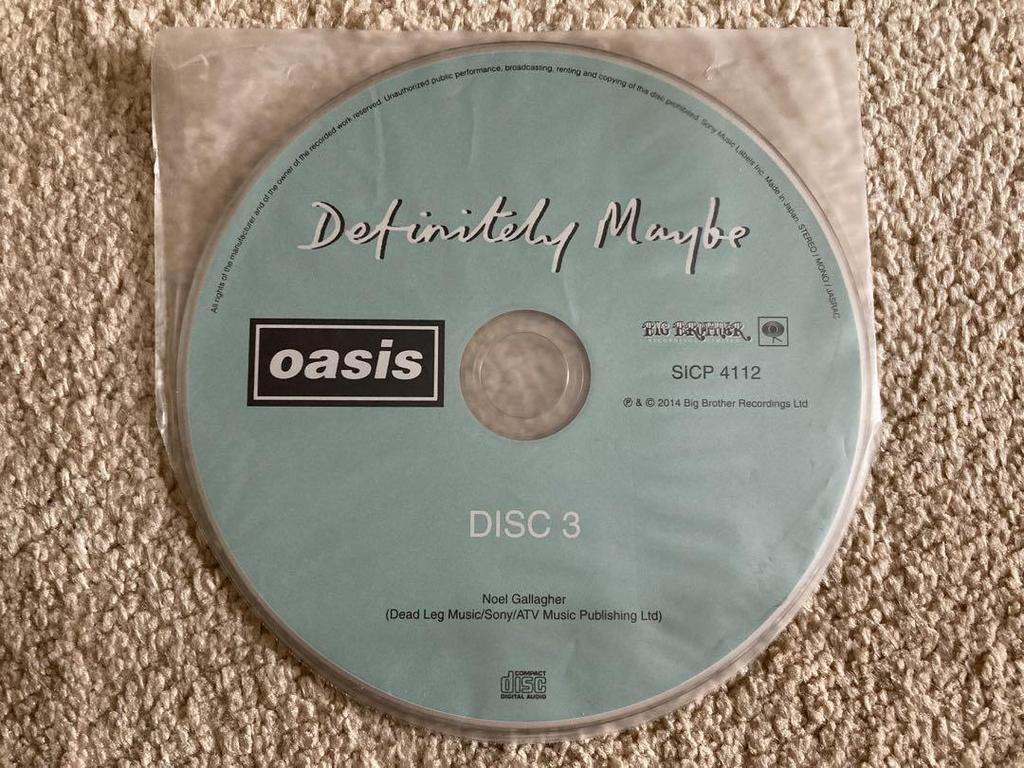 All rights of the manufacturer and of the owner of the recorded work reserved. Unauthorized public performance, broadcasting, renting and copying of this disc prohibited. Sony Music Labels Inc. Made in Japan. STEREO / MONO / JASRAC
Definitely Maybe
oasis
BIG BROTHER
RECORDINGS LIMITED
SICP 4112
℗ & © 2014 Big Brother Recordings Ltd
DISC 3
Noel Gallagher
(Dead Leg Music/Sony/ATV Music Publishing Ltd)
COMPACT
disc
DIGITAL AUDIO